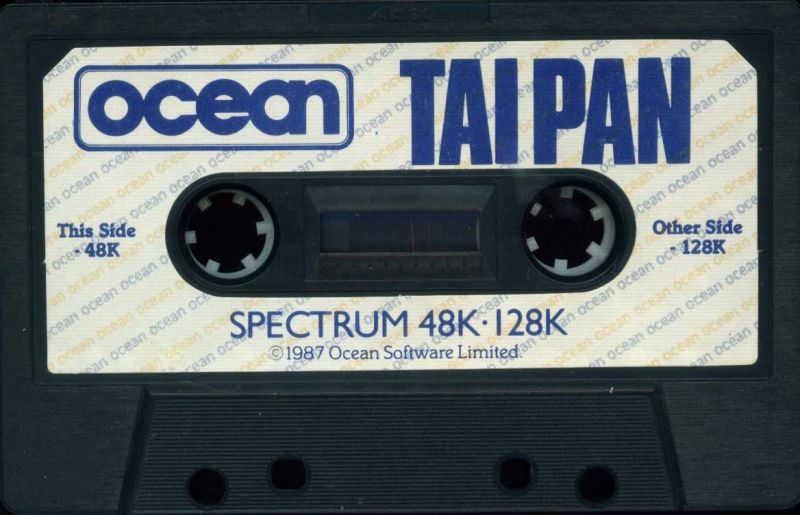 ocean
TAI PAN
This Side
- 48K
Other Side
- 128K
SPECTRUM 48K·128K
©1987 Ocean Software Limited.